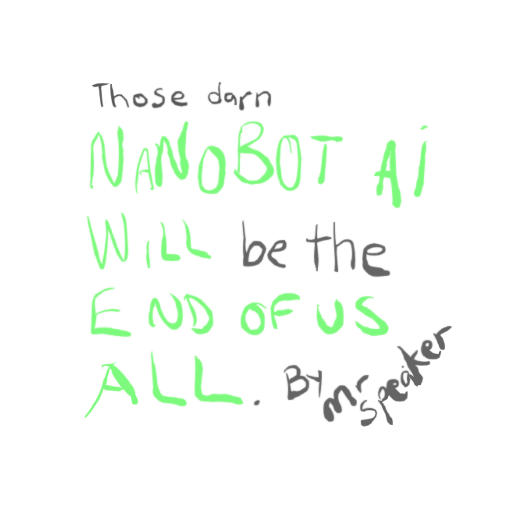 Those darn
NANOBOT Ai
WiLL be the
END OF US
ALL. By mr speaker